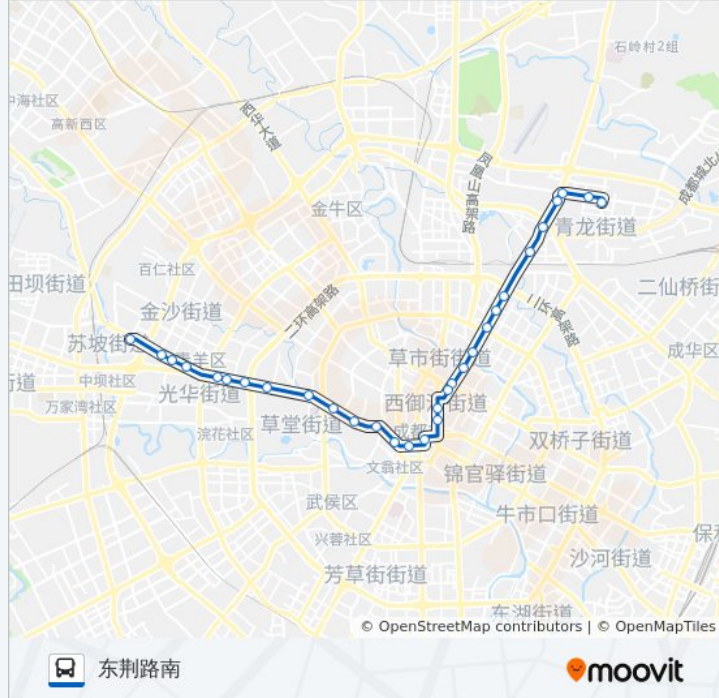 石岭村2组
中海社区
高新西区
西华大道
凤凰山高架路
成都城北
金牛区
青龙街道
百仁社区
田坝街道
二环高架路
二仙桥街
金沙街道
二环高架路
苏坡街道
草市街街道
成华区
青羊区
中坝社区
街道
光华街道
西御河街道
万家湾社区
草堂街道
成都
浣花社区
双桥子街道
文翁社区
锦官驿街道
武侯区
牛市口街道
保利
兴蓉社区
沙河街道
芳草街街道
东湖街道
© OpenStreetMap contributors | © OpenMapTiles
东荆路南
moovit